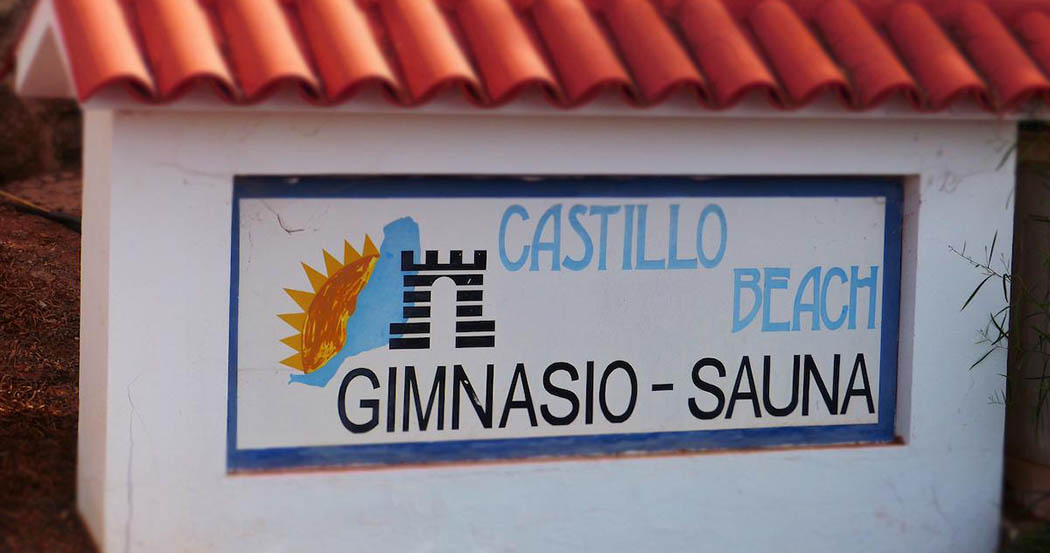 CASTILLO
BEACH
GIMNASIO - SAUNA